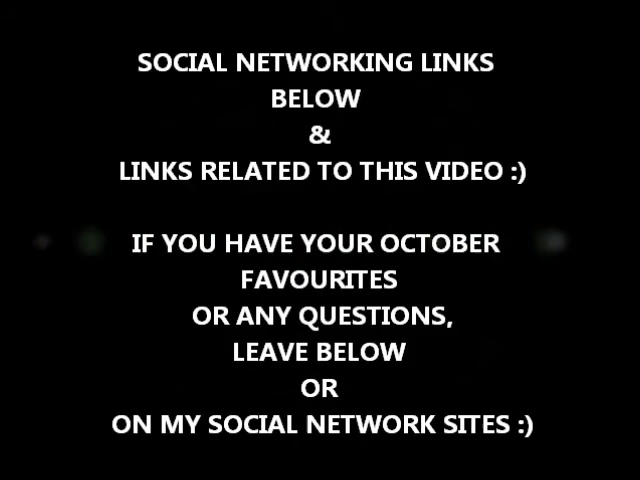 SOCIAL NETWORKING LINKS
BELOW
&
LINKS RELATED TO THIS VIDEO :)
IF YOU HAVE YOUR OCTOBER
FAVOURITES
OR ANY QUESTIONS,
LEAVE BELOW
OR
ON MY SOCIAL NETWORK SITES :)